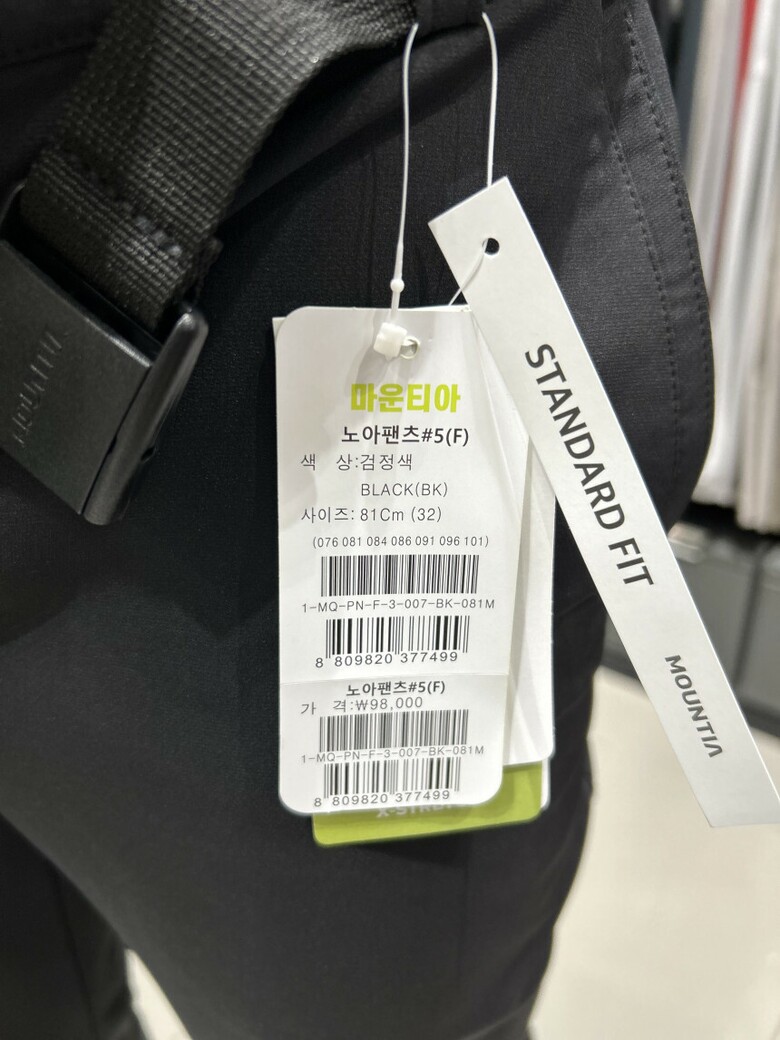 마운티아
노아팬츠#5(F)
색 상:검정색
BLACK(BK)
사이즈: 81Cm (32)
(076 081 084 086 091 096 101)
1-MQ-PN-F-3-007-BK-081M
8 809820 377499
노아팬츠#5(F)
가 격:₩98,000
1-MQ-PN-F-3-007-BK-081M
8 809820 377499
STANDARD FIT
MOUNTIA
MOUNTIA